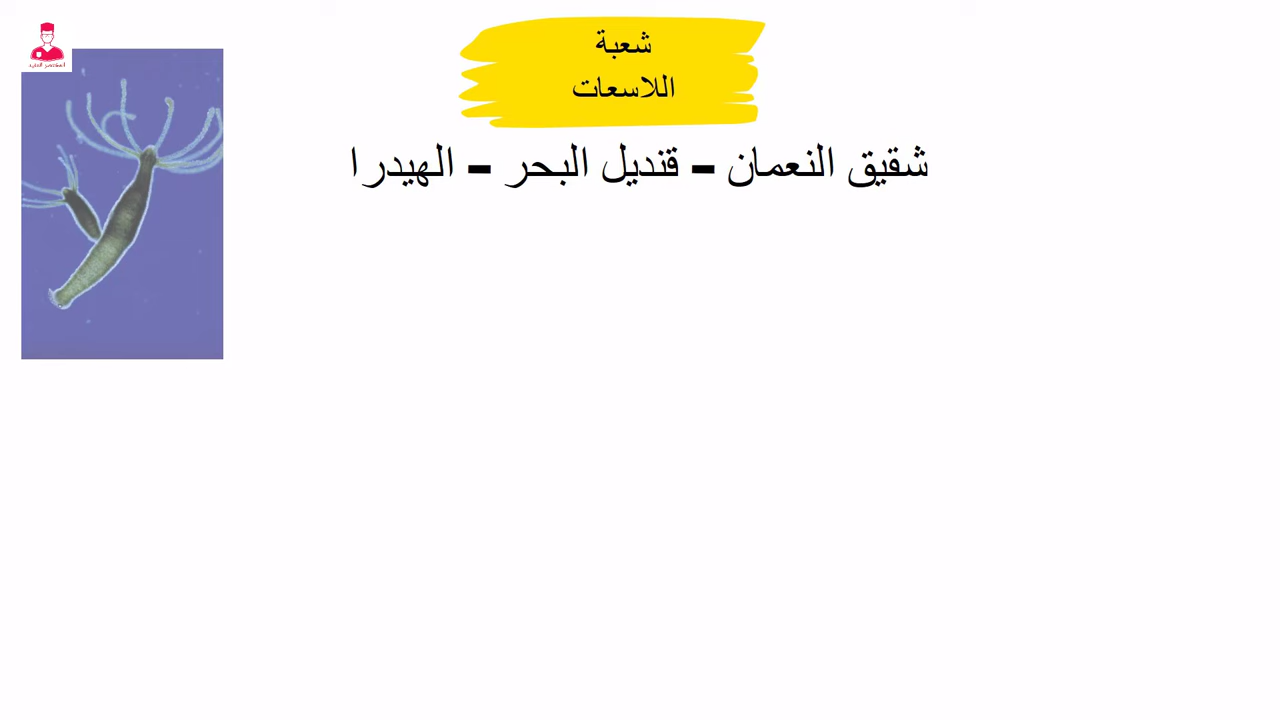 شعبة
اللاسعات
شقيق النعمان – قنديل البحر – الهيدرا